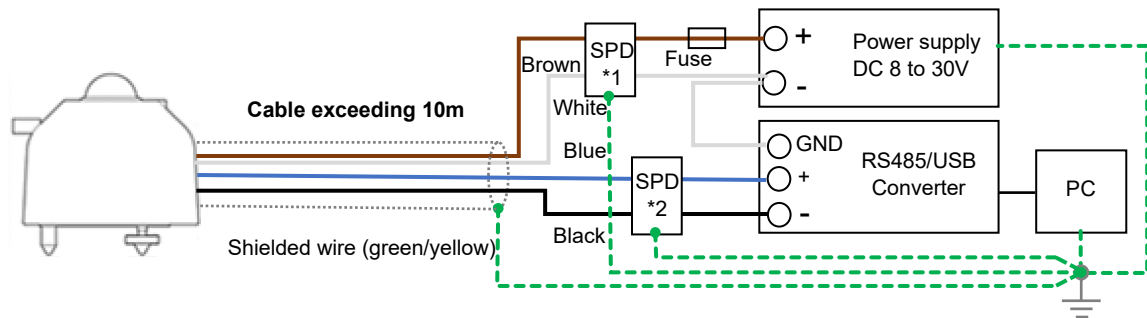 SPD
*1
Fuse
+
-
Power supply
DC 8 to 30V
Brown
White
Cable exceeding 10m
Blue
SPD
*2
GND
+
-
RS485/USB
Converter
PC
Black
Shielded wire (green/yellow)